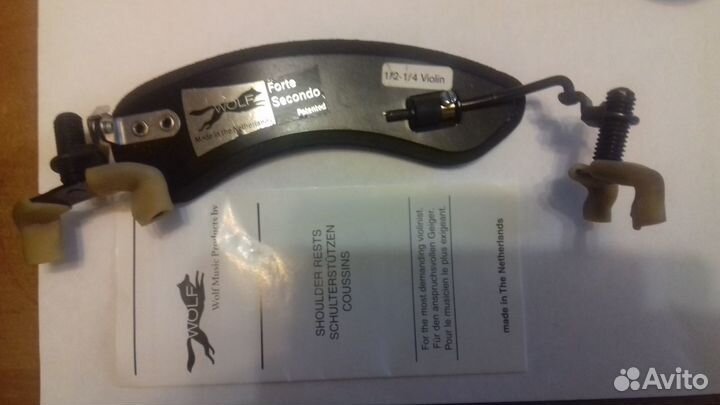 WOLF
Made in the Netherlands
Forte
Secondo
Patented
1/2-1/4 Violin
WOLF
Wolf Music Products bv
SHOULDER RESTS
SCHULTERSTÜTZEN
COUSSINS
For the most demanding violinist.
Für den anspruchsvollen Geiger.
Pour le musicien le plus exigeant.
made in The Netherlands
Avito